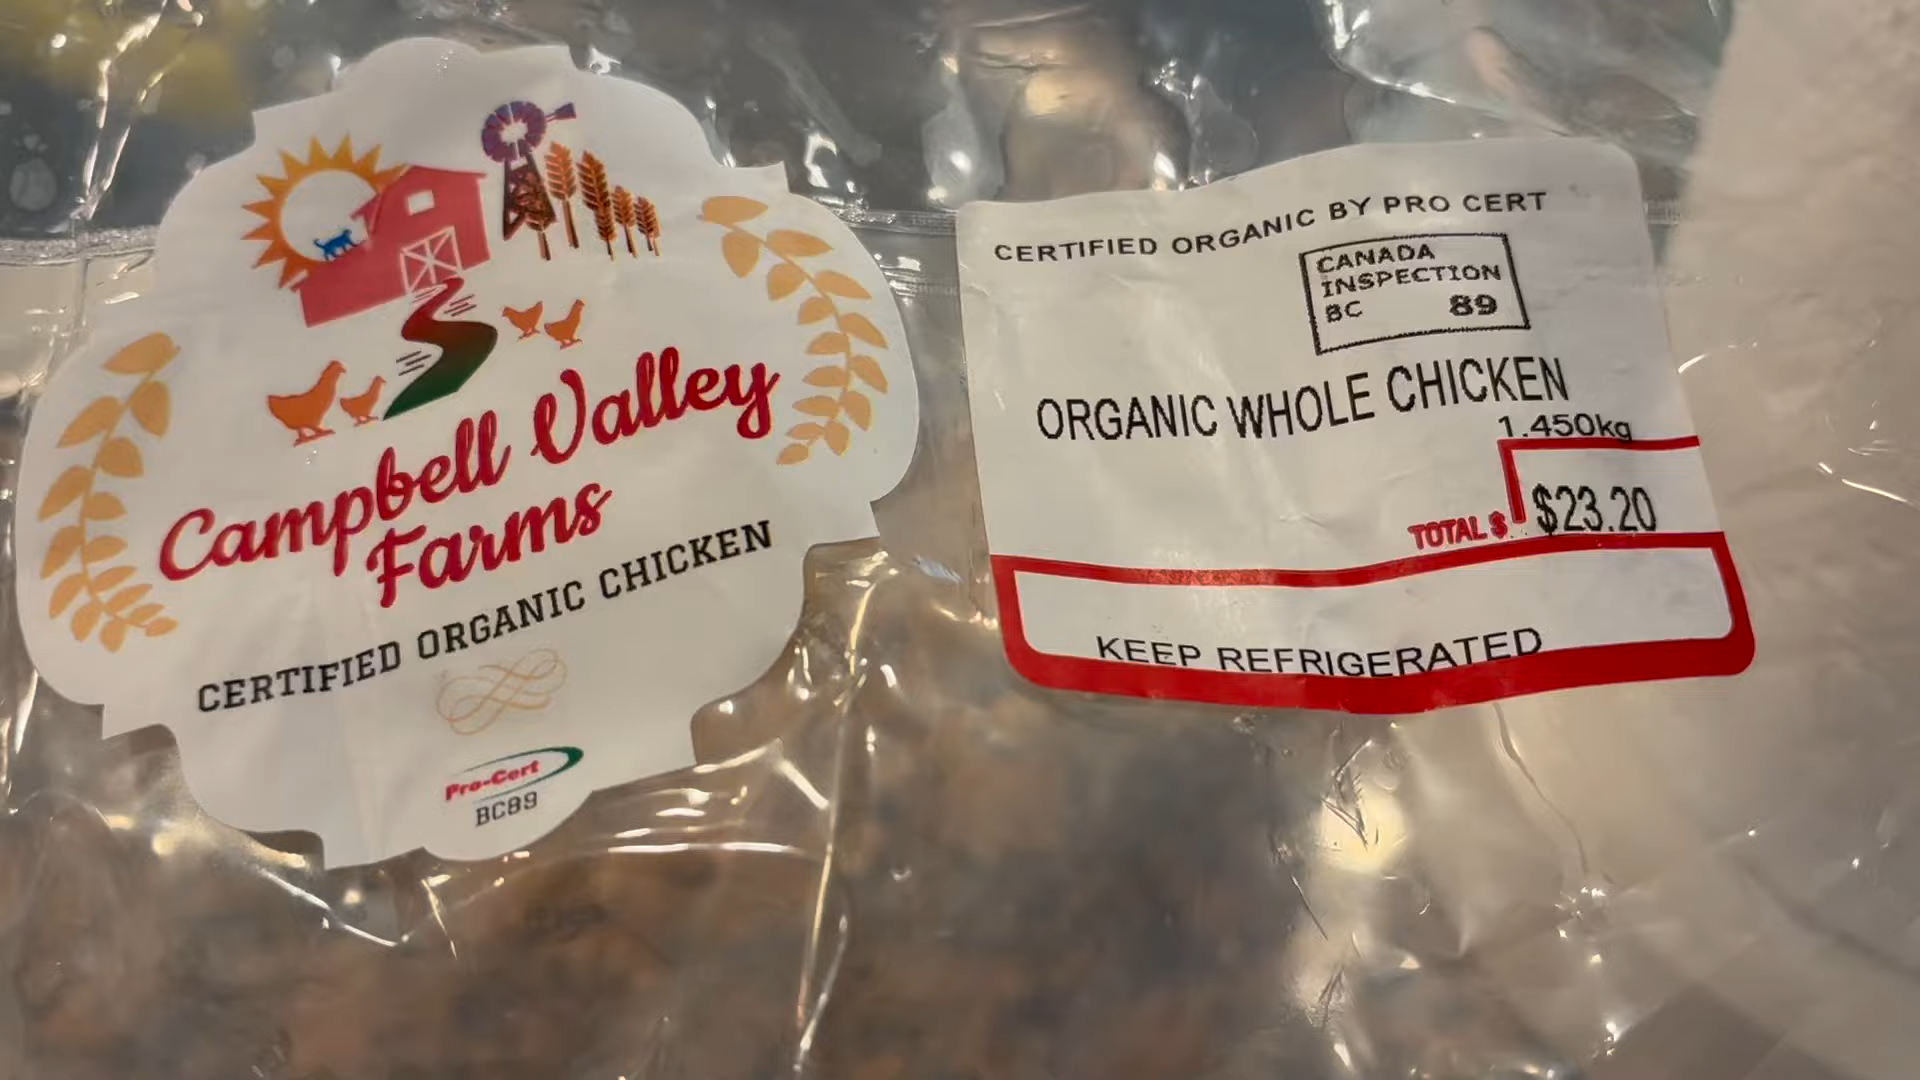 Campbell Valley
Farms
CERTIFIED ORGANIC CHICKEN
Pro-Cert
BC89
CERTIFIED ORGANIC BY PRO CERT
CANADA
INSPECTION
BC 89
ORGANIC WHOLE CHICKEN
1.450kg
TOTAL $ $23.20
KEEP REFRIGERATED